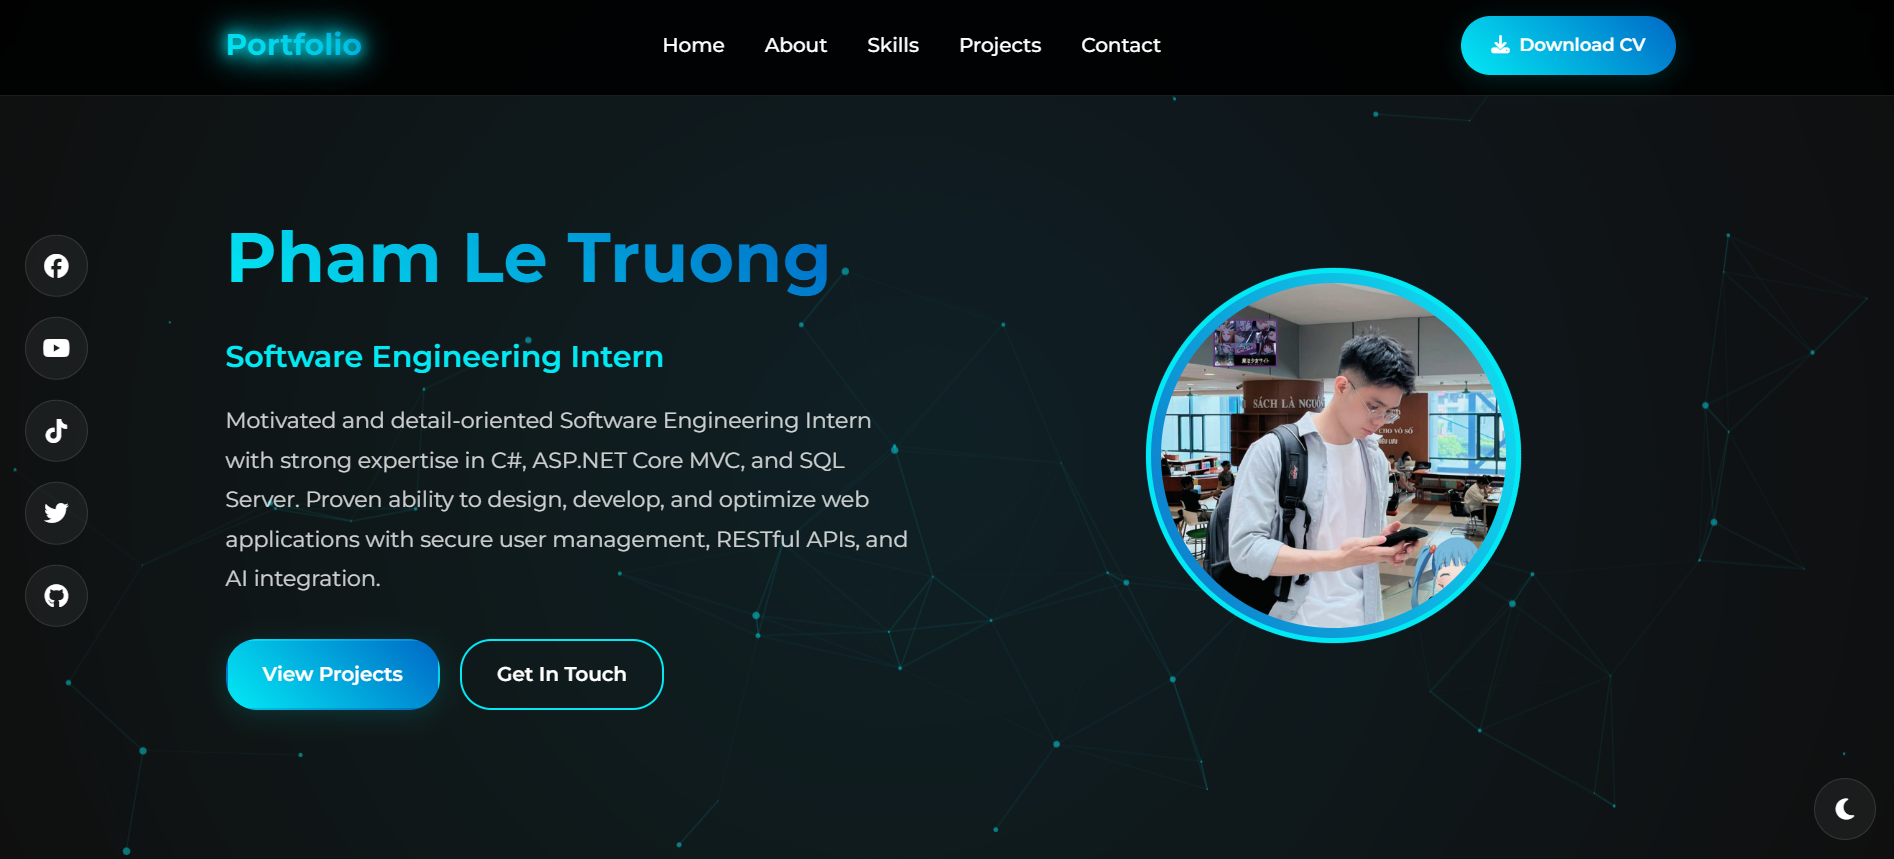 Portfolio
Home
About
Skills
Projects
Contact
Download CV
Pham Le Truong
Software Engineering Intern
Motivated and detail-oriented Software Engineering Intern
with strong expertise in C#, ASP.NET Core MVC, and SQL
Server. Proven ability to design, develop, and optimize web
applications with secure user management, RESTful APIs, and
AI integration.
View Projects
Get In Touch
SÁCH LÀ NGUỒN
CHO VÔ SỐ